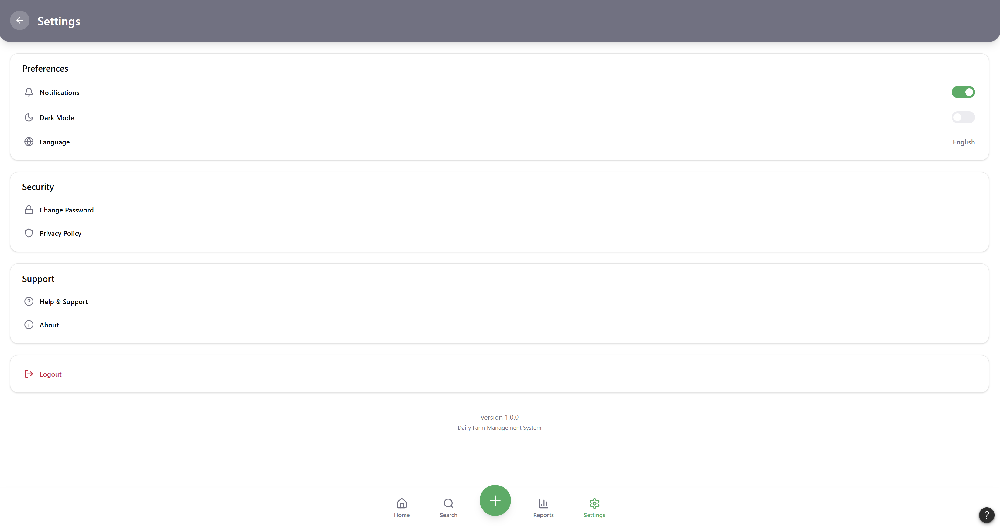 Settings
Preferences
Notifications
Dark Mode
Language
English
Security
Change Password
Privacy Policy
Support
Help & Support
About
Logout
Version 1.0.0
Dairy Farm Management System
Home
Search
Reports
Settings
?